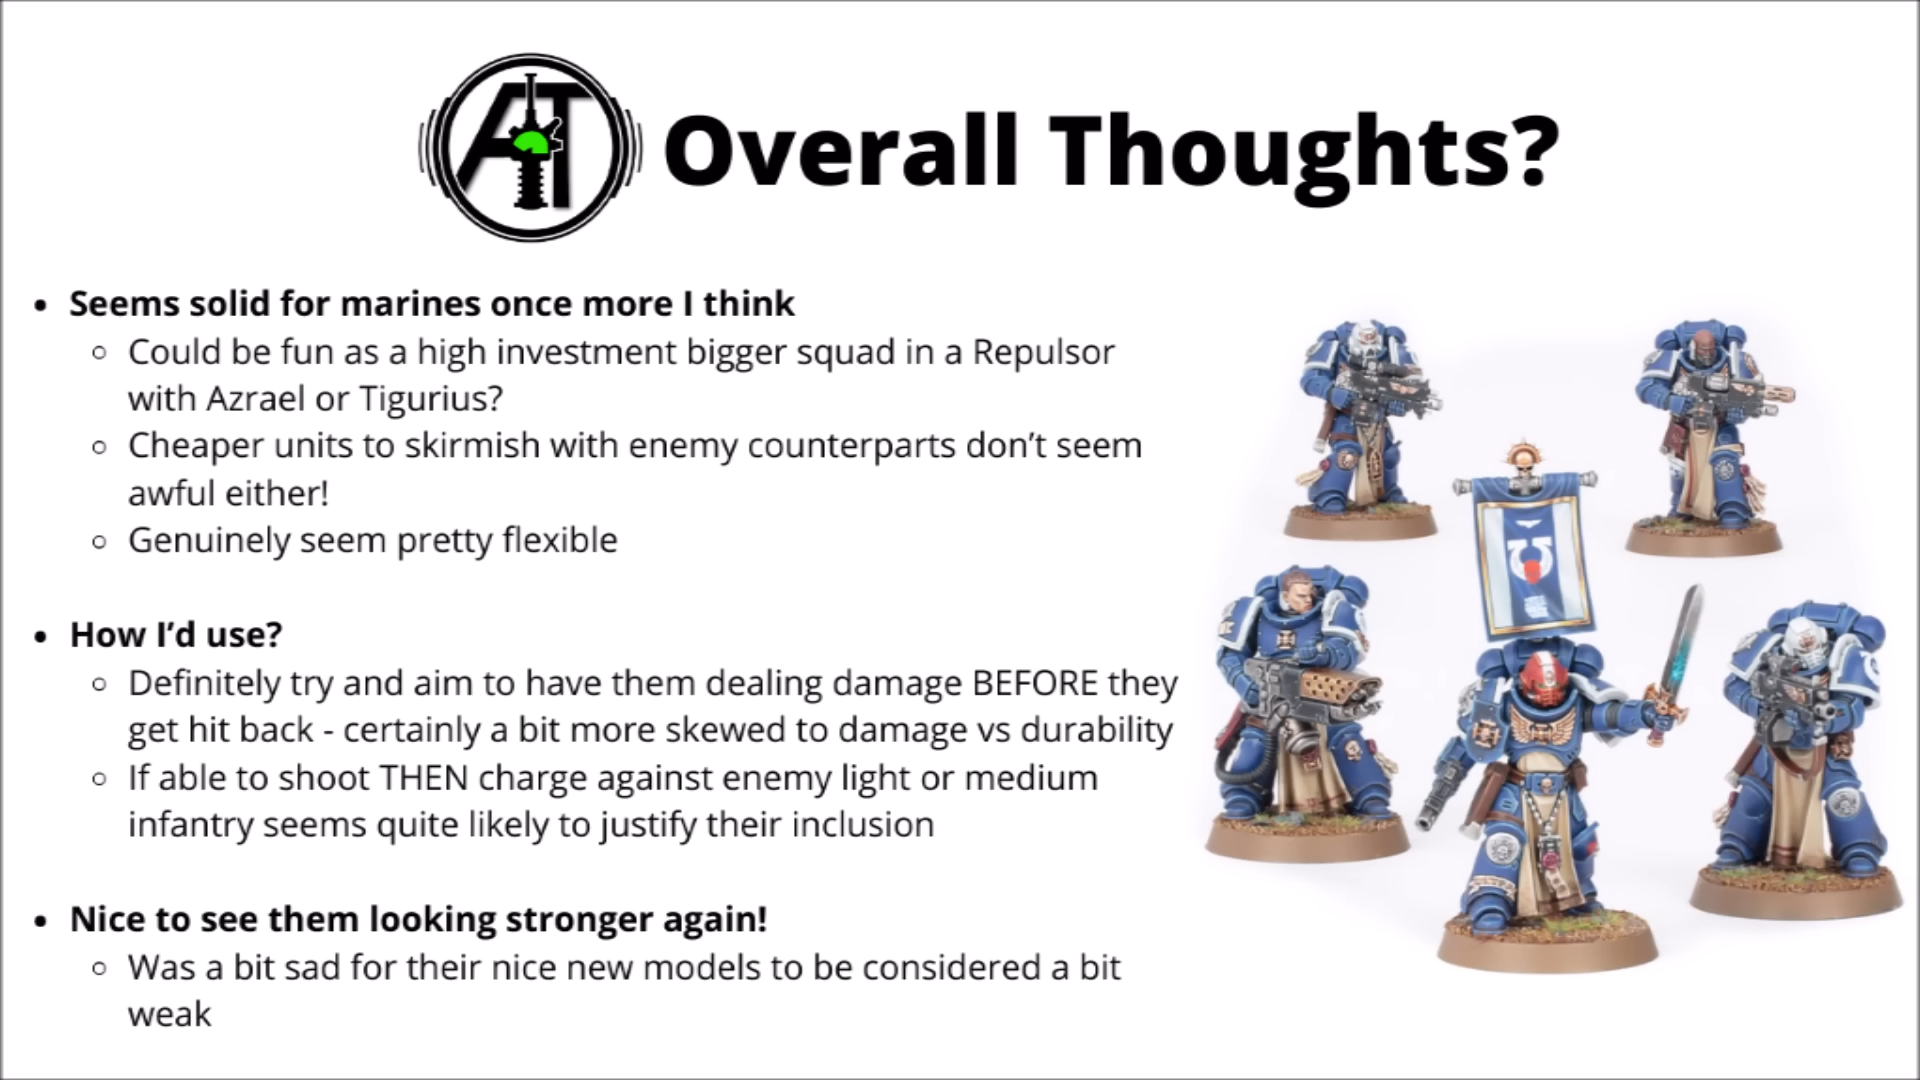 AT
Overall Thoughts?
• Seems solid for marines once more I think
○ Could be fun as a high investment bigger squad in a Repulsor
with Azrael or Tigurius?
○ Cheaper units to skirmish with enemy counterparts don’t seem
awful either!
○ Genuinely seem pretty flexible
• How I’d use?
○ Definitely try and aim to have them dealing damage BEFORE they
get hit back - certainly a bit more skewed to damage vs durability
○ If able to shoot THEN charge against enemy light or medium
infantry seems quite likely to justify their inclusion
• Nice to see them looking stronger again!
○ Was a bit sad for their nice new models to be considered a bit
weak